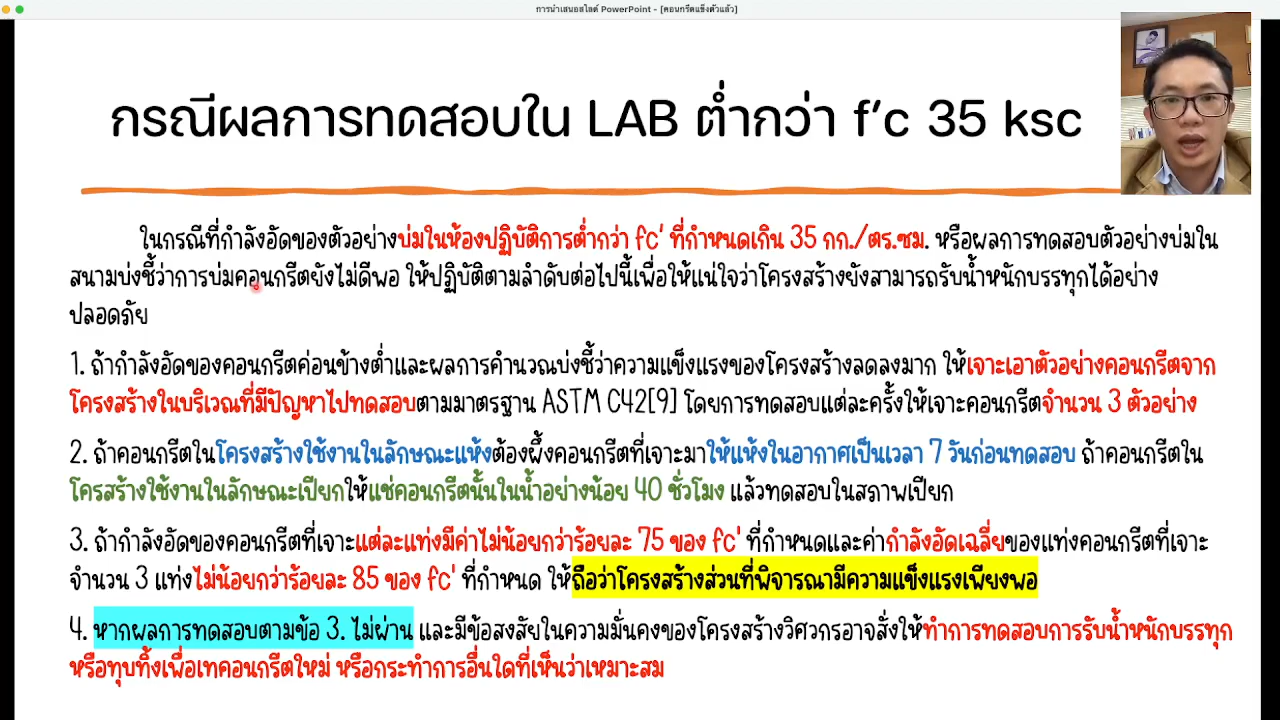 การนำเสนอสไลด์ PowerPoint - [คอนกรีตแข็งตัวแล้ว]
กรณีผลการทดสอบใน LAB ต่ำกว่า f’c 35 ksc
ในกรณีที่กำลังอัดของตัวอย่างบ่มในห้องปฏิบัติการต่ำกว่า fc' ที่กำหนดเกิน 35 กก./ตร.ซม. หรือผลการทดสอบตัวอย่างบ่มใน
สนามบ่งชี้ว่าการบ่มคอนกรีตยังไม่ดีพอ ให้ปฏิบัติตามลำดับต่อไปนี้เพื่อให้แน่ใจว่าโครงสร้างยังสามารถรับน้ำหนักบรรทุกได้อย่าง
ปลอดภัย
1. ถ้ากำลังอัดของคอนกรีตค่อนข้างต่ำและผลการคำนวณบ่งชี้ว่าความแข็งแรงของโครงสร้างลดลงมาก ให้เจาะเอาตัวอย่างคอนกรีตจาก
โครงสร้างในบริเวณที่มีปัญหาไปทดสอบตามมาตรฐาน ASTM C42[9] โดยการทดสอบแต่ละครั้งให้เจาะคอนกรีตจำนวน 3 ตัวอย่าง
2. ถ้าคอนกรีตในโครงสร้างใช้งานในลักษณะแห้งต้องผึ้งคอนกรีตที่เจาะมาให้แห้งในอากาศเป็นเวลา 7 วันก่อนทดสอบ ถ้าคอนกรีตใน
โครสร้างใช้งานในลักษณะเปียกให้แช่คอนกรีตนั้นในน้ำอย่างน้อย 40 ชั่วโมง แล้วทดสอบในสภาพเปียก
3. ถ้ากำลังอัดของคอนกรีตที่เจาะแต่ละแท่งมีค่าไม่น้อยกว่าร้อยละ 75 ของ fc' ที่กำหนดและค่ากำลังอัดเฉลี่ยของแท่งคอนกรีตที่เจาะ
จำนวน 3 แท่งไม่น้อยกว่าร้อยละ 85 ของ fc' ที่กำหนด ให้ถือว่าโครงสร้างส่วนที่พิจารณามีความแข็งแรงเพียงพอ
4. หากผลการทดสอบตามข้อ 3. ไม่ผ่าน และมีข้อสงสัยในความมั่นคงของโครงสร้างวิศวกรอาจสั่งให้ทำการทดสอบการรับน้ำหนักบรรทุก
หรือทุบทิ้งเพื่อเทคอนกรีตใหม่ หรือกระทำการอื่นใดที่เห็นว่าเหมาะสม